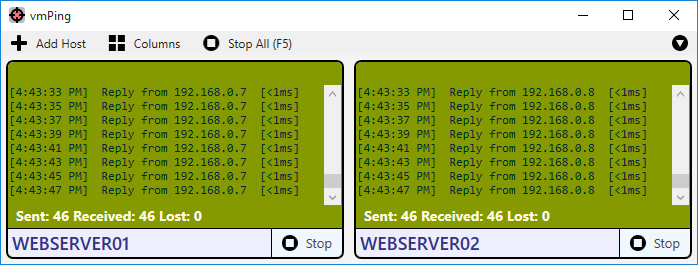 vmPing
Add Host Columns Stop All (F5)
[4:43:33 PM] Reply from 192.168.0.7 [<1ms]
[4:43:35 PM] Reply from 192.168.0.7 [<1ms]
[4:43:37 PM] Reply from 192.168.0.7 [<1ms]
[4:43:39 PM] Reply from 192.168.0.7 [<1ms]
[4:43:41 PM] Reply from 192.168.0.7 [<1ms]
[4:43:43 PM] Reply from 192.168.0.7 [<1ms]
[4:43:45 PM] Reply from 192.168.0.7 [<1ms]
[4:43:47 PM] Reply from 192.168.0.7 [<1ms]
Sent: 46 Received: 46 Lost: 0
WEBSERVER01 Stop
[4:43:33 PM] Reply from 192.168.0.8 [<1ms]
[4:43:35 PM] Reply from 192.168.0.8 [<1ms]
[4:43:37 PM] Reply from 192.168.0.8 [<1ms]
[4:43:39 PM] Reply from 192.168.0.8 [<1ms]
[4:43:41 PM] Reply from 192.168.0.8 [<1ms]
[4:43:43 PM] Reply from 192.168.0.8 [<1ms]
[4:43:45 PM] Reply from 192.168.0.8 [<1ms]
[4:43:47 PM] Reply from 192.168.0.8 [<1ms]
Sent: 46 Received: 46 Lost: 0
WEBSERVER02 Stop